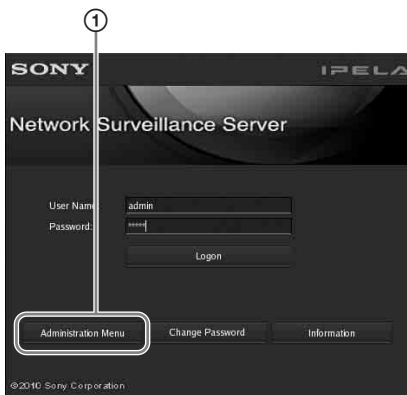 ①
SONY
IPELA
Network Surveillance Server
User Name:
admin
Password:
*****
Logon
Administration Menu
Change Password
Information
©2010 Sony Corporation